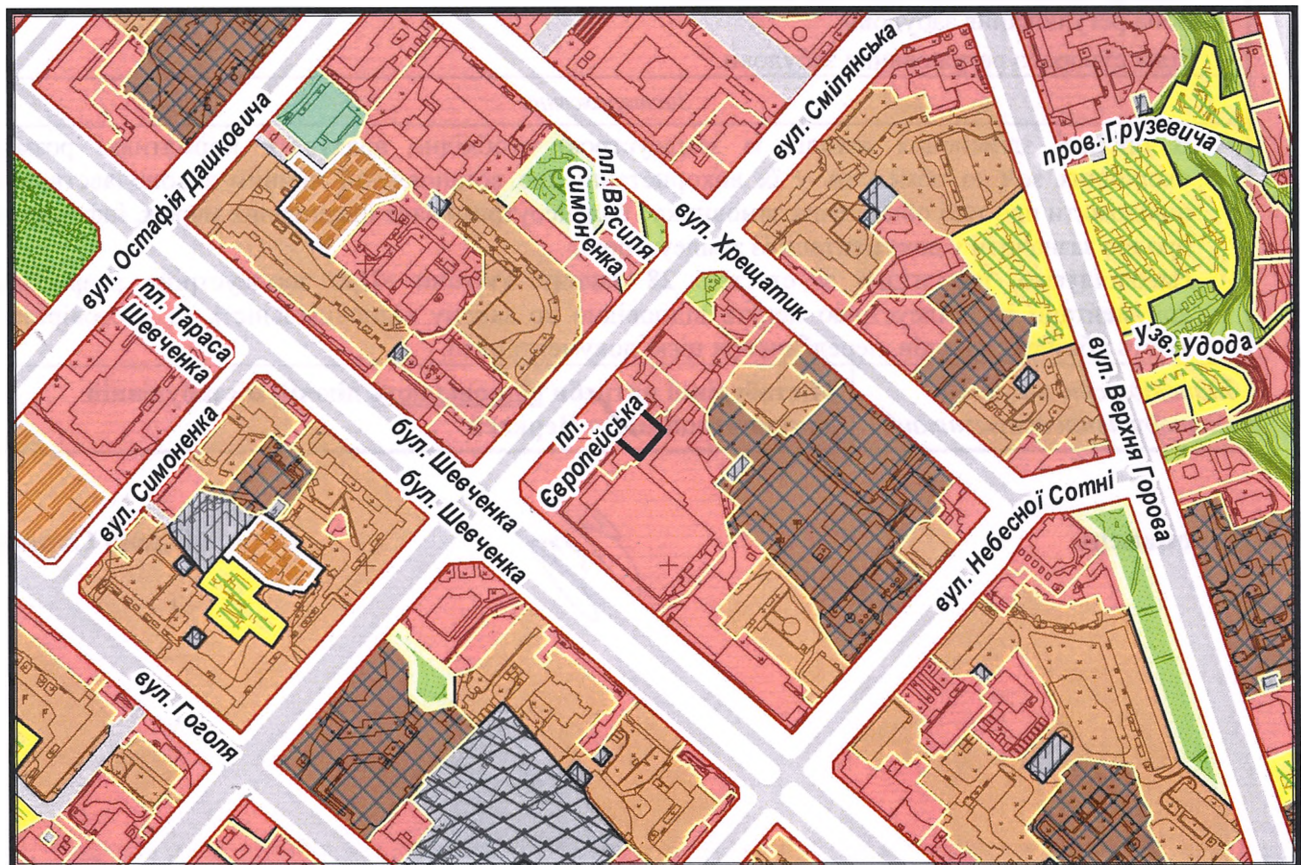 вул. Смілянська
вул. Остафія Дашковича
пров. Грузевича
пл. Василя
Симоненка
вул. Хрещатик
пл. Тараса
Шевченка
узв. Удода
вул. Верхня Горова
вул. Симоненка
пл.
Європейська
бул. Шевченка
бул. Шевченка
вул. Небесної Сотні
вул. Гоголя